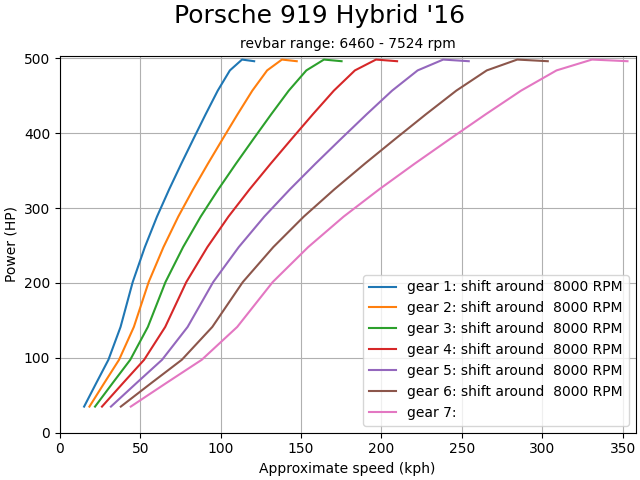 Porsche 919 Hybrid '16
revbar range: 6460 - 7524 rpm
500
400
300
200
100
0
Power (HP)
gear 1: shift around  8000 RPM
gear 2: shift around  8000 RPM
gear 3: shift around  8000 RPM
gear 4: shift around  8000 RPM
gear 5: shift around  8000 RPM
gear 6: shift around  8000 RPM
gear 7:
0 50 100 150 200 250 300 350
Approximate speed (kph)